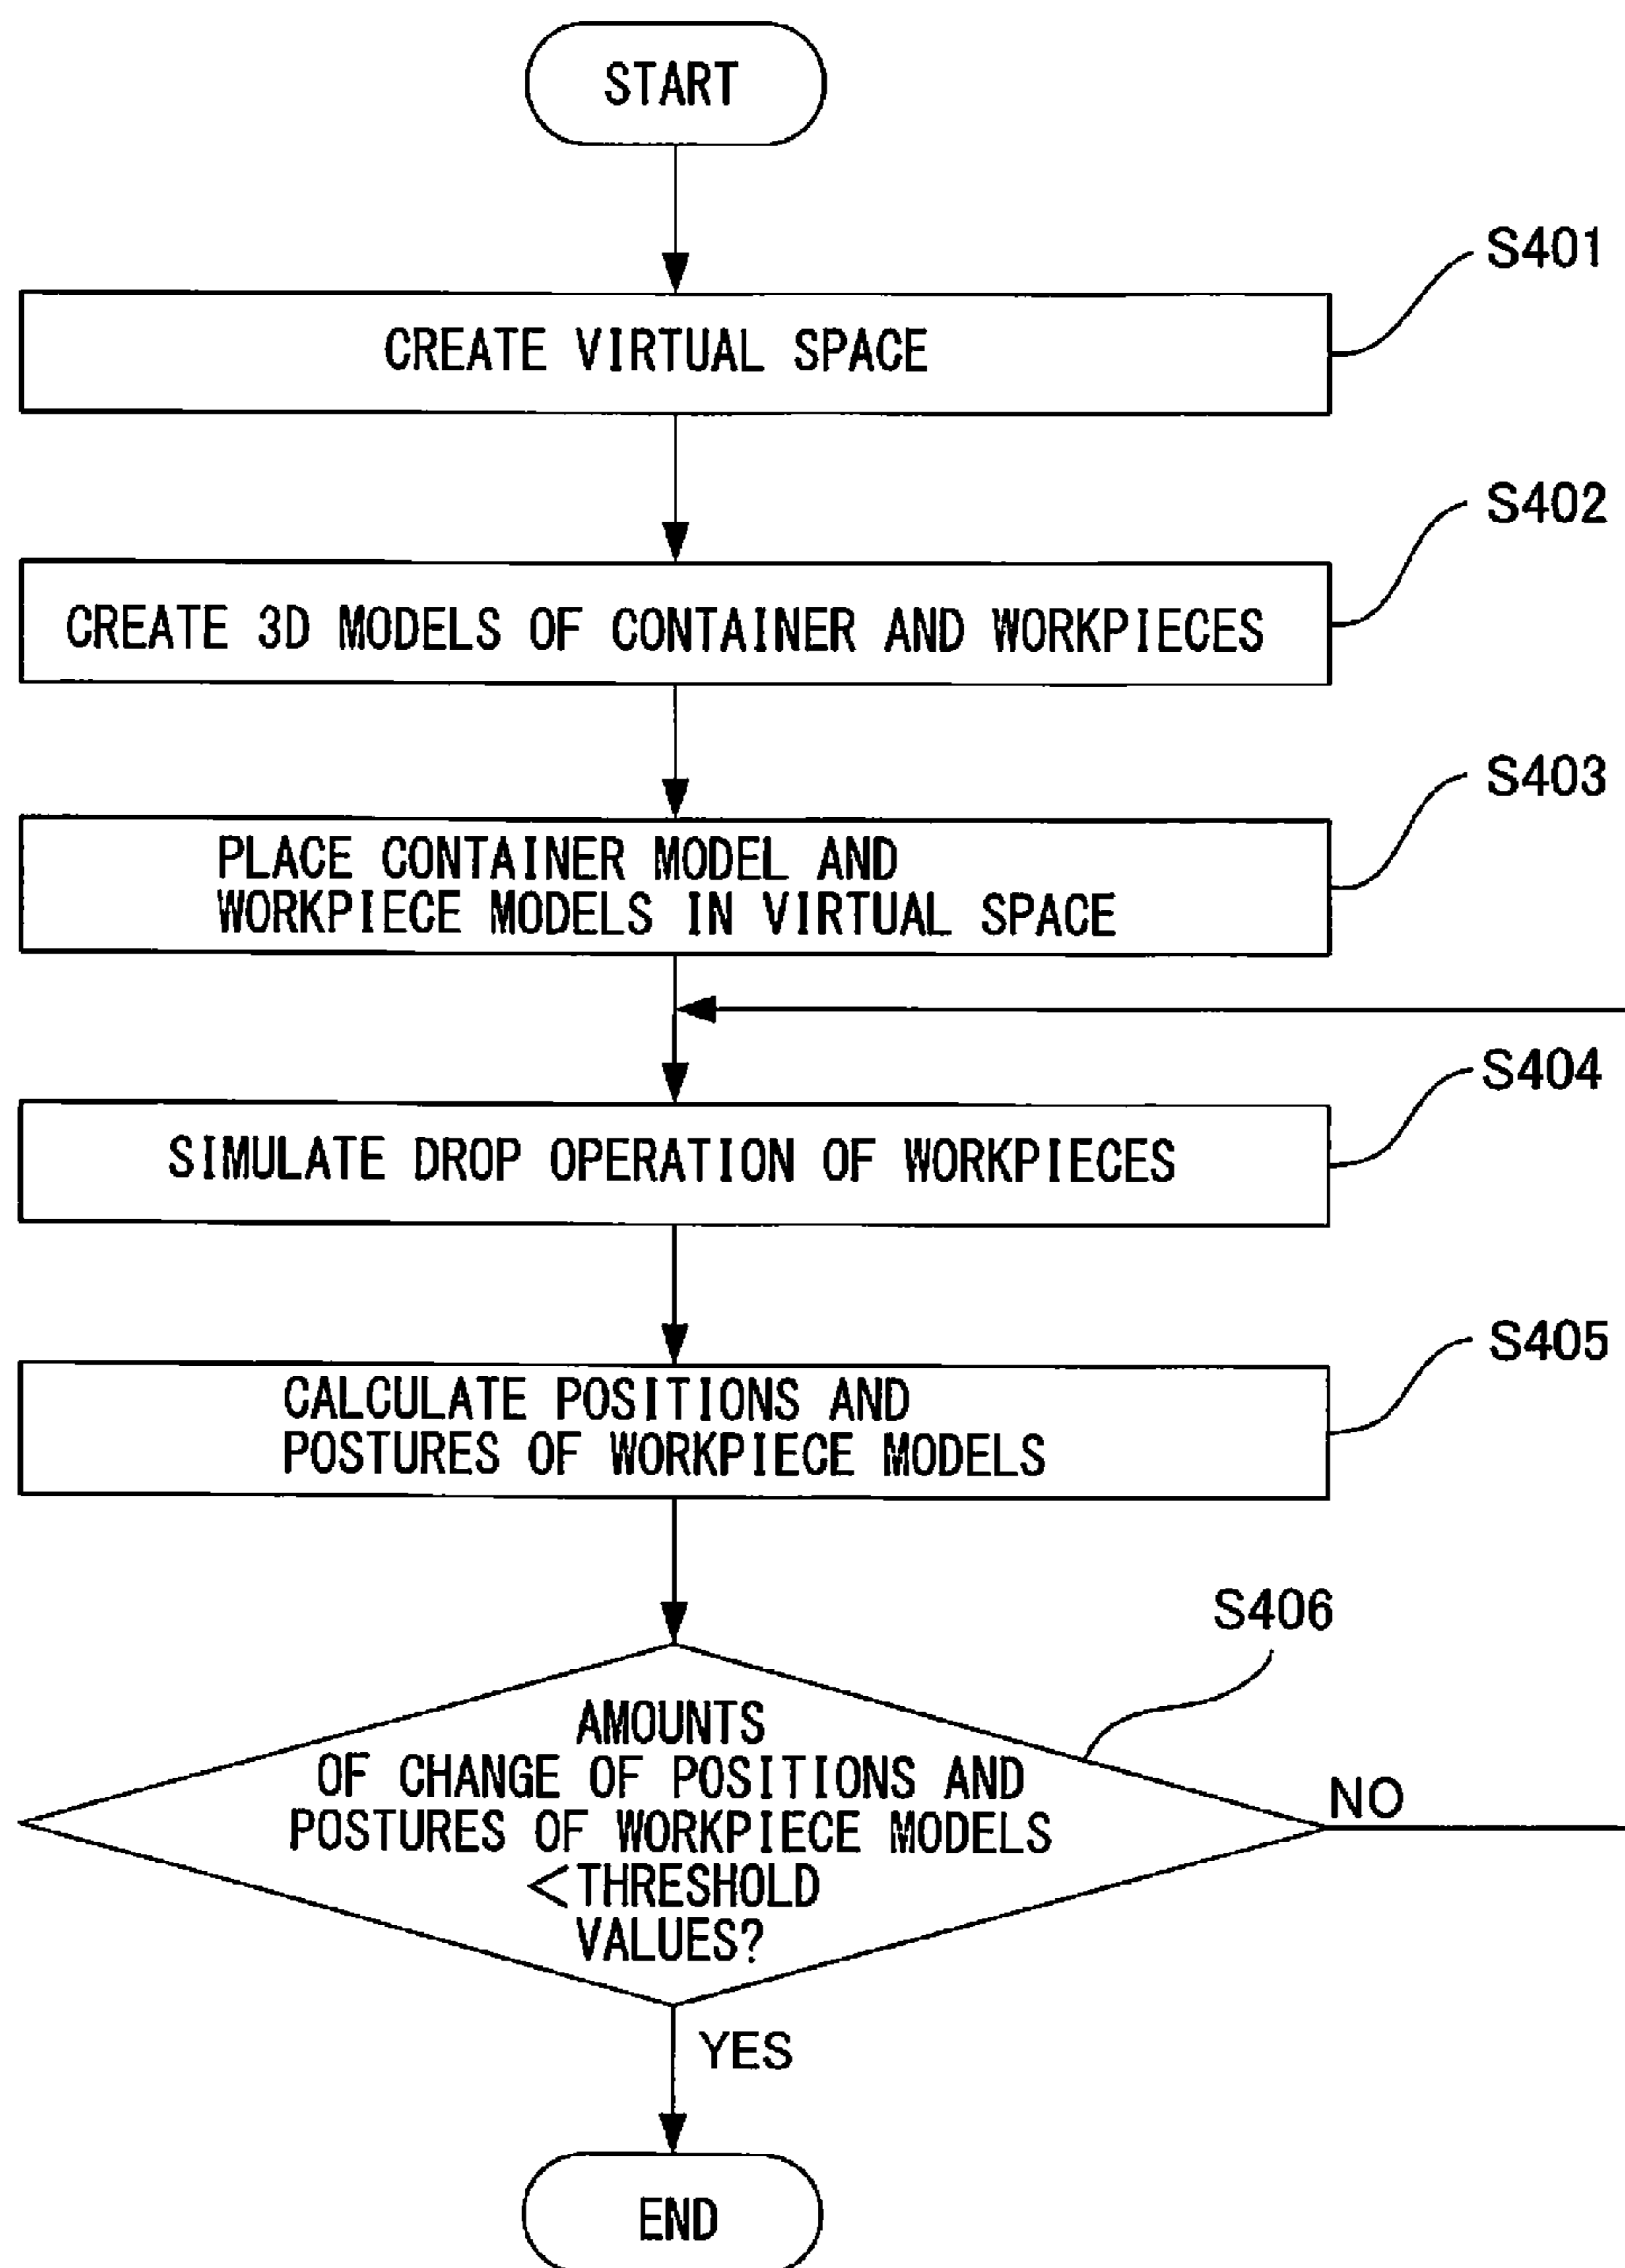 START
S401
CREATE VIRTUAL SPACE
S402
CREATE 3D MODELS OF CONTAINER AND WORKPIECES
S403
PLACE CONTAINER MODEL AND
WORKPIECE MODELS IN VIRTUAL SPACE
S404
SIMULATE DROP OPERATION OF WORKPIECES
S405
CALCULATE POSITIONS AND
POSTURES OF WORKPIECE MODELS
S406
AMOUNTS
OF CHANGE OF POSITIONS AND
POSTURES OF WORKPIECE MODELS
<THRESHOLD
VALUES?
NO
YES
END